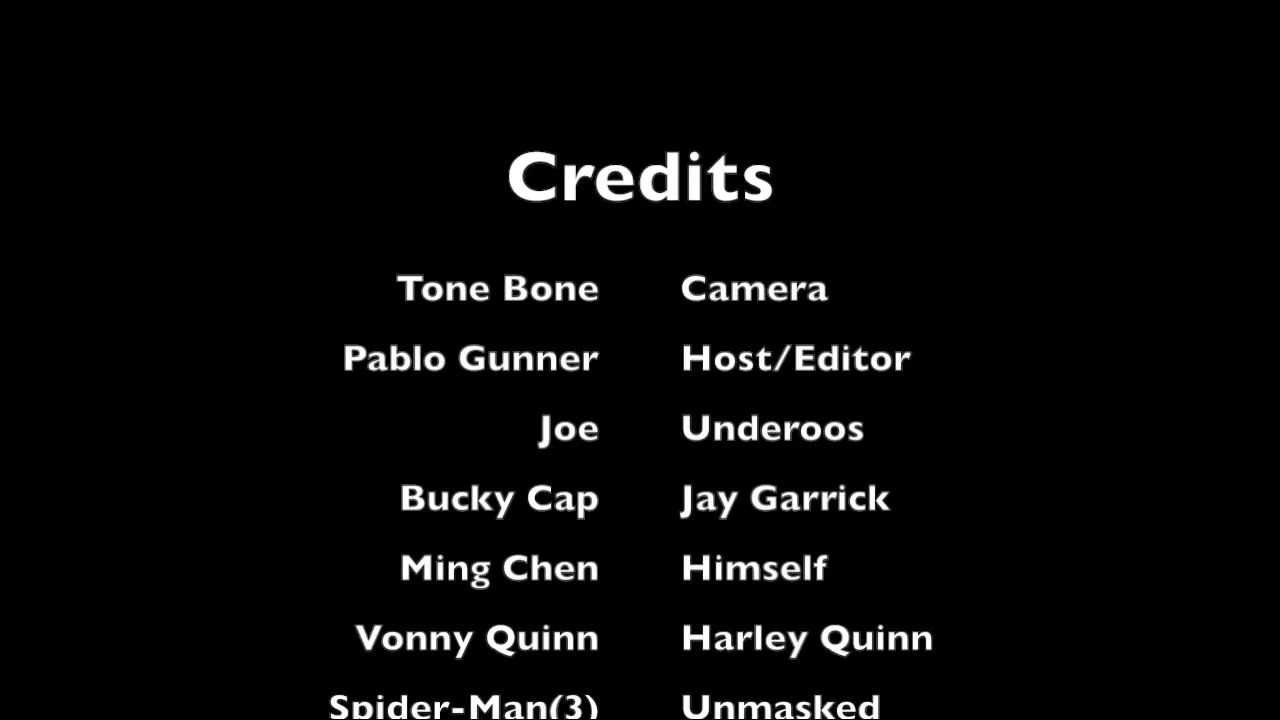 Credits
Tone Bone Camera
Pablo Gunner Host/Editor
Joe Underoos
Bucky Cap Jay Garrick
Ming Chen Himself
Vonny Quinn Harley Quinn
Spider-Man(3) Unmasked